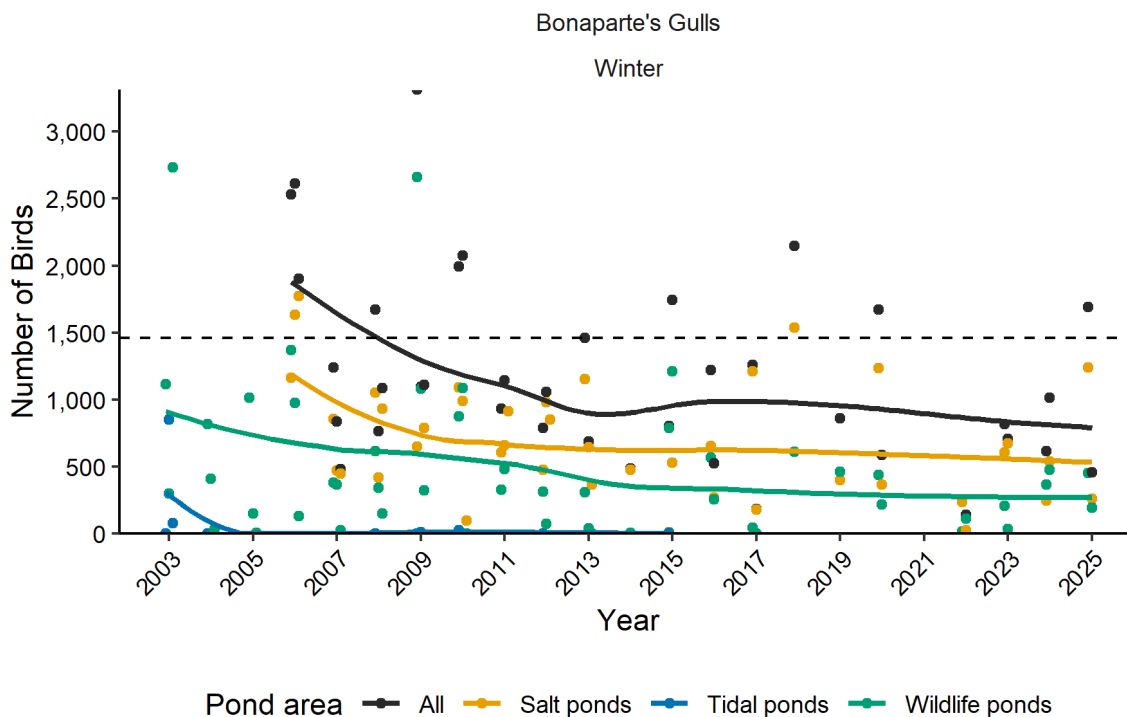 Bonaparte's Gulls
Winter
Number of Birds
3,000
2,500
2,000
1,500
1,000
500
0
2003 2005 2007 2009 2011 2013 2015 2017 2019 2021 2023 2025
Year
Pond area All Salt ponds Tidal ponds Wildlife ponds